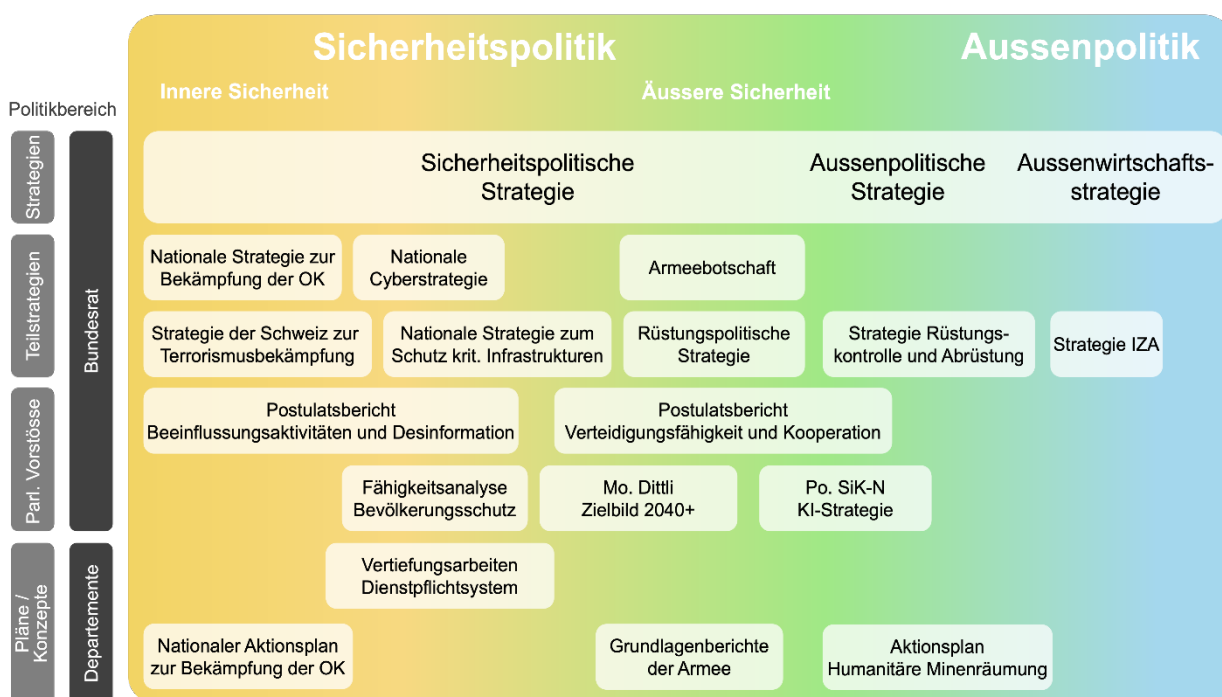 Sicherheitspolitik
Aussenpolitik
Innere Sicherheit
Äussere Sicherheit
Politikbereich
Strategien
Bundesrat
Sicherheitspolitische
Strategie
Aussenpolitische
Strategie
Aussenwirtschafts-
strategie
Teilstrategien
Nationale Strategie zur
Bekämpfung der OK
Nationale
Cyberstrategie
Armeebotschaft
Strategie der Schweiz zur
Terrorismusbekämpfung
Nationale Strategie zum
Schutz krit. Infrastrukturen
Rüstungspolitische
Strategie
Strategie Rüstungs-
kontrolle und Abrüstung
Strategie IZA
Parl. Vorstösse
Postulatsbericht
Beeinflussungsaktivitäten und Desinformation
Postulatsbericht
Verteidigungsfähigkeit und Kooperation
Fähigkeitsanalyse
Bevölkerungsschutz
Mo. Dittli
Zielbild 2040+
Po. SiK-N
KI-Strategie
Pläne /
Konzepte
Departemente
Vertiefungsarbeiten
Dienstpflichtsystem
Nationaler Aktionsplan
zur Bekämpfung der OK
Grundlagenberichte
der Armee
Aktionsplan
Humanitäre Minenräumung